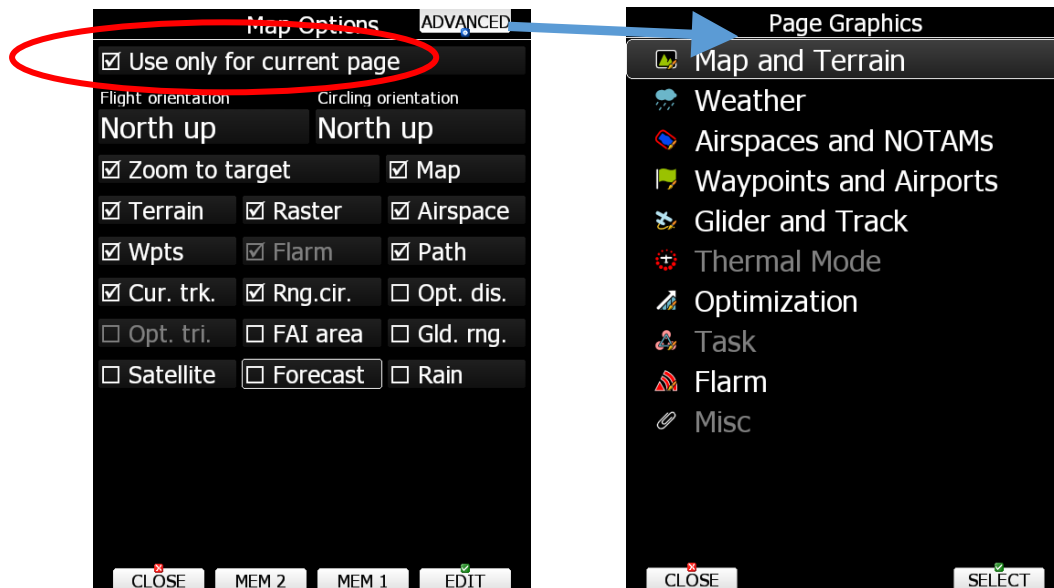 Map Options ADVANCED
Use only for current page
Flight orientation Circling orientation
North up North up
Zoom to target Map
Terrain Raster Airspace
Wpts Flarm Path
Cur. trk. Rng.cir. Opt. dis.
Opt. tri. FAI area Gld. rng.
Satellite Forecast Rain
CLOSE MEM 2 MEM 1 EDIT
Page Graphics
Map and Terrain
Weather
Airspaces and NOTAMs
Waypoints and Airports
Glider and Track
Thermal Mode
Optimization
Task
Flarm
Misc
CLOSE SELECT